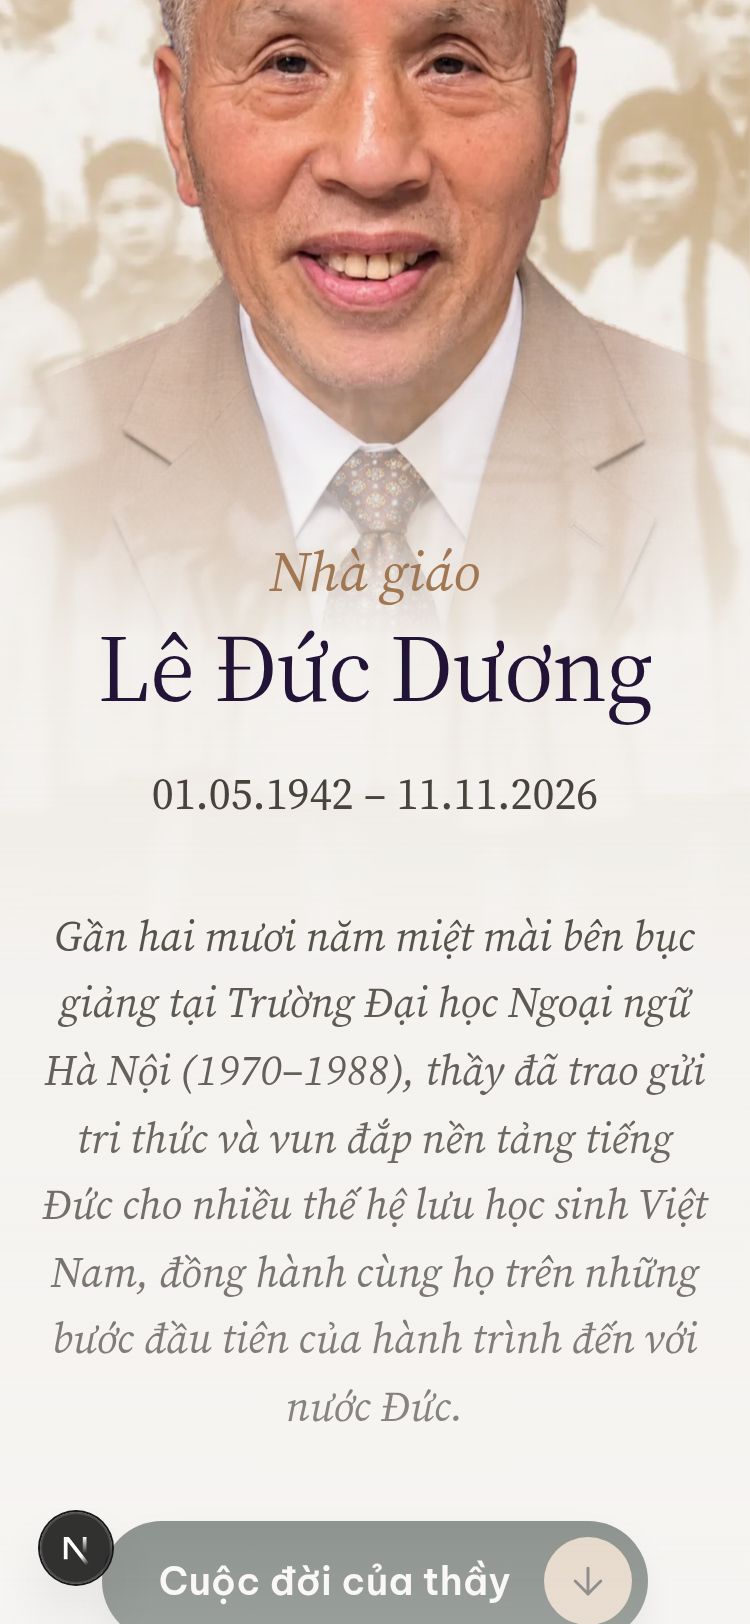 Nhà giáo
Lê Đức Dương
01.05.1942 – 11.11.2026
Gần hai mươi năm miệt mài bên bục
giảng tại Trường Đại học Ngoại ngữ
Hà Nội (1970–1988), thầy đã trao gửi
tri thức và vun đắp nền tảng tiếng
Đức cho nhiều thế hệ lưu học sinh Việt
Nam, đồng hành cùng họ trên những
bước đầu tiên của hành trình đến với
nước Đức.
N
Cuộc đời của thầy